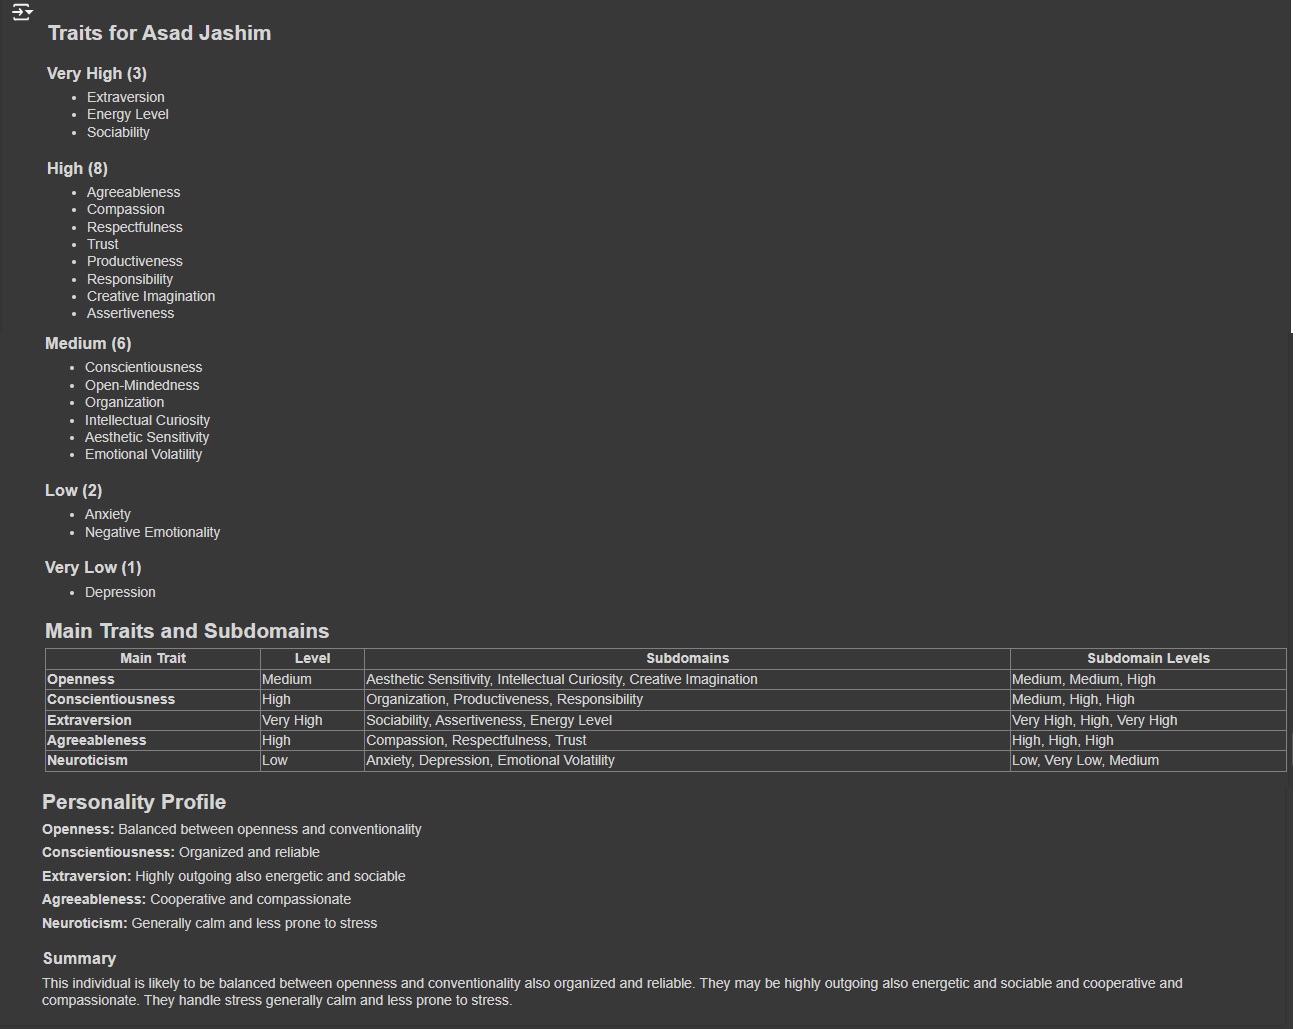 Traits for Asad Jashim
Very High (3)
• Extraversion
• Energy Level
• Sociability
High (8)
• Agreeableness
• Compassion
• Respectfulness
• Trust
• Productiveness
• Responsibility
• Creative Imagination
• Assertiveness
Medium (6)
• Conscientiousness
• Open-Mindedness
• Organization
• Intellectual Curiosity
• Aesthetic Sensitivity
• Emotional Volatility
Low (2)
• Anxiety
• Negative Emotionality
Very Low (1)
• Depression
Main Traits and Subdomains
Main Trait Level Subdomains Subdomain Levels
Openness Medium Aesthetic Sensitivity, Intellectual Curiosity, Creative Imagination Medium, Medium, High
Conscientiousness High Organization, Productiveness, Responsibility Medium, High, High
Extraversion Very High Sociability, Assertiveness, Energy Level Very High, High, Very High
Agreeableness High Compassion, Respectfulness, Trust High, High, High
Neuroticism Low Anxiety, Depression, Emotional Volatility Low, Very Low, Medium
Personality Profile
Openness: Balanced between openness and conventionality
Conscientiousness: Organized and reliable
Extraversion: Highly outgoing also energetic and sociable
Agreeableness: Cooperative and compassionate
Neuroticism: Generally calm and less prone to stress
Summary
This individual is likely to be balanced between openness and conventionality also organized and reliable. They may be highly outgoing also energetic and sociable and cooperative and
compassionate. They handle stress generally calm and less prone to stress.